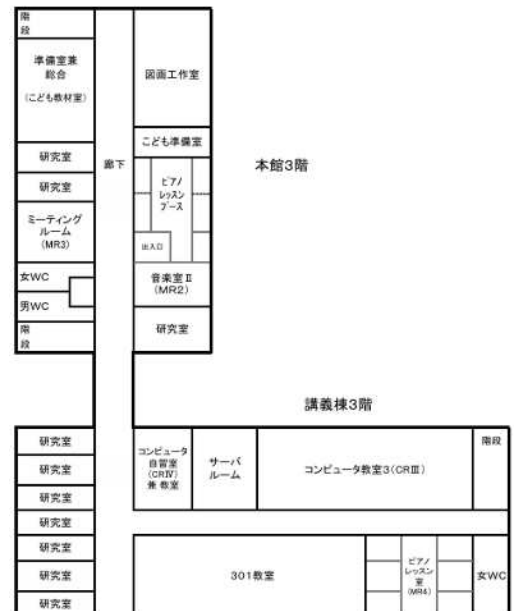 階
段
準備室兼
総合
(こども教材室)
図画工作室
こども準備室
研究室
廊下
本館3階
研究室
ピアノ
レッスン
ブース
ミーティング
ルーム
(MR3)
出入口
女WC
音楽室Ⅱ
(MR2)
男WC
階
段
研究室
講義棟3階
研究室
研究室
研究室
研究室
研究室
研究室
研究室
コンピュータ
自習室
(CRⅣ)
兼 教室
サーバ
ルーム
コンピュータ教室3(CRⅢ)
階段
301教室
ピアノ
レッスン
室
(MR4)
女WC